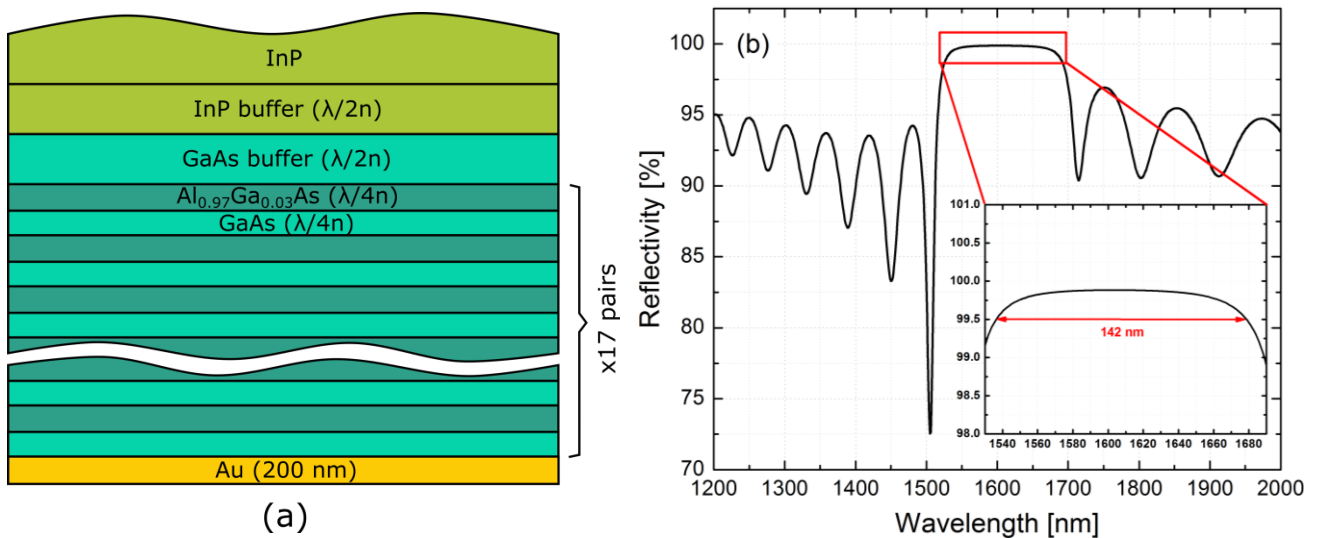 InP
InP buffer (λ/2n)
GaAs buffer (λ/2n)
Al₀.₉₇Ga₀.₀₃As (λ/4n)
GaAs (λ/4n)
x17 pairs
Au (200 nm)
(a)
(b)
Reflectivity [%]
100
95
90
85
80
75
70
1200
1300
1400
1500
1600
1700
1800
1900
2000
Wavelength [nm]
101.0
100.5
100.0
99.5
99.0
98.5
98.0
142 nm
1540
1560
1580
1600
1620
1640
1660
1680